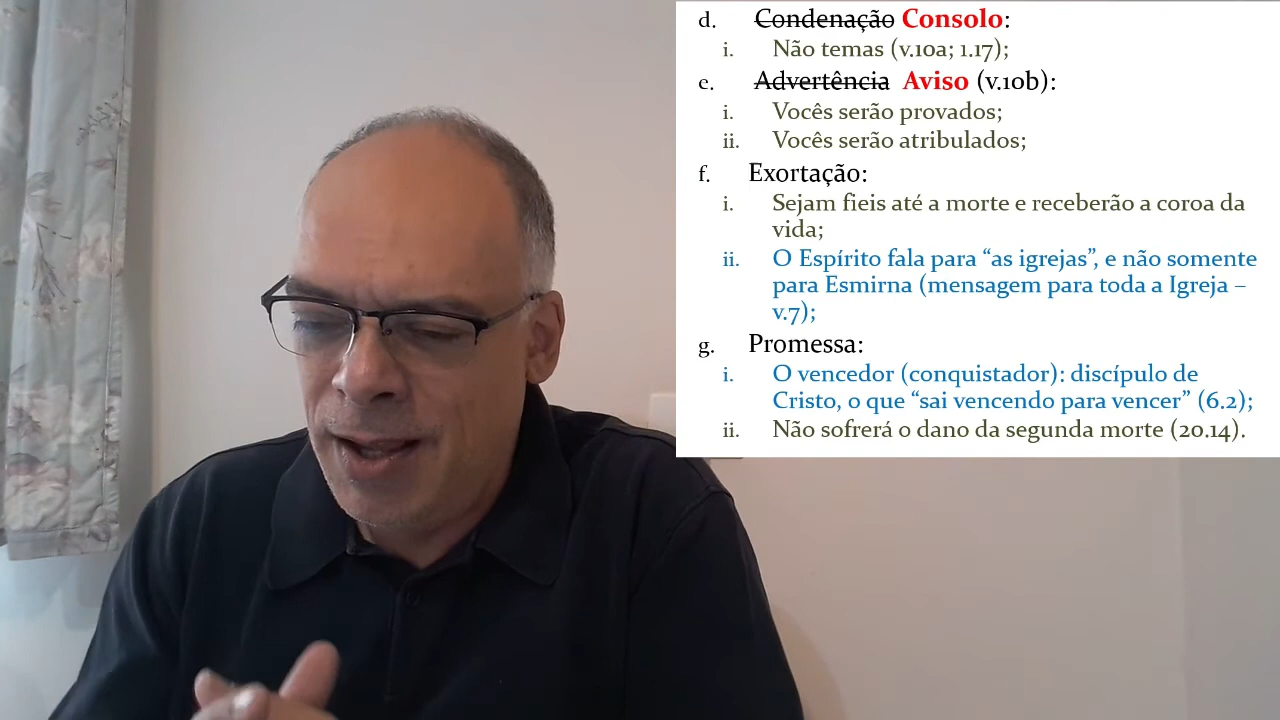 d. Condenação Consolo:
i. Não temas (v.10a; 1.17);
e. Advertência Aviso (v.10b):
i. Vocês serão provados;
ii. Vocês serão atribulados;
f. Exortação:
i. Sejam fieis até a morte e receberão a coroa da
vida;
ii. O Espírito fala para “as igrejas”, e não somente
para Esmirna (mensagem para toda a Igreja –
v.7);
g. Promessa:
i. O vencedor (conquistador): discípulo de
Cristo, o que “sai vencendo para vencer” (6.2);
ii. Não sofrerá o dano da segunda morte (20.14).